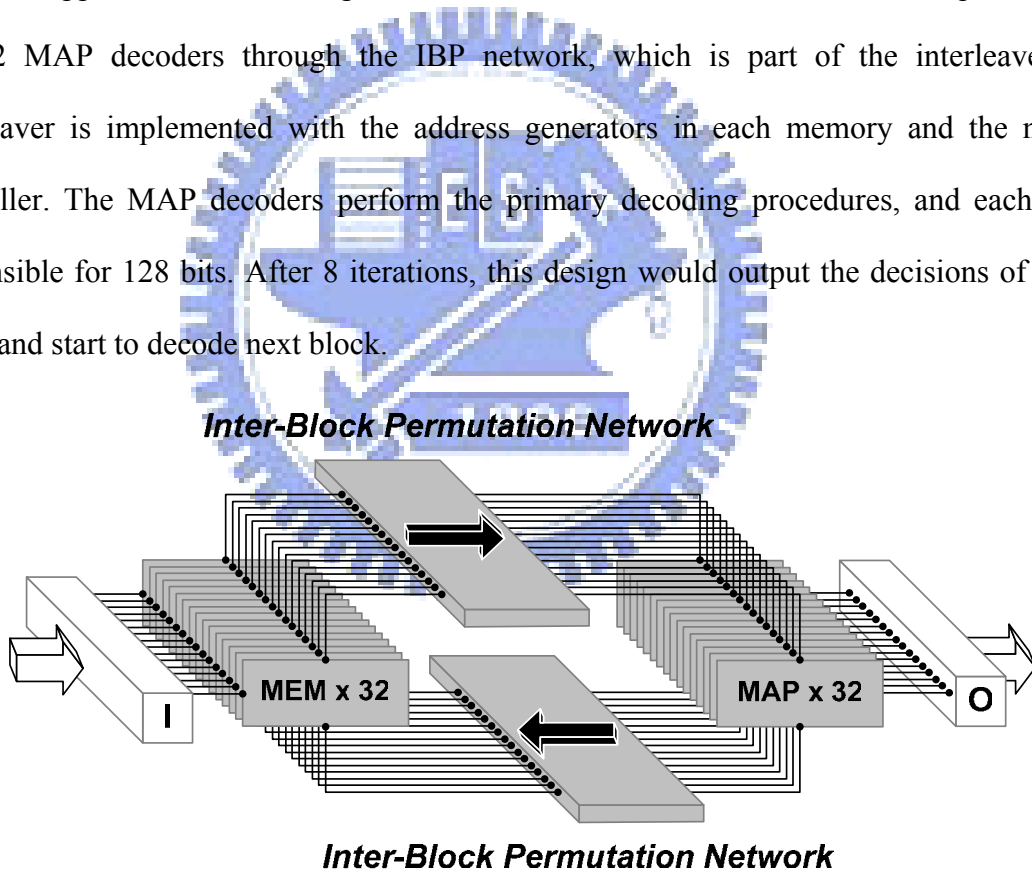 2 MAP decoders through the IBP network, which is part of the interleave
aver is implemented with the address generators in each memory and the
ller. The MAP decoders perform the primary decoding procedures, and each
nsible for 128 bits. After 8 iterations, this design would output the decisions of
and start to decode next block.
Inter-Block Permutation Network
I
MEM x 32
MAP x 32
O
Inter-Block Permutation Network